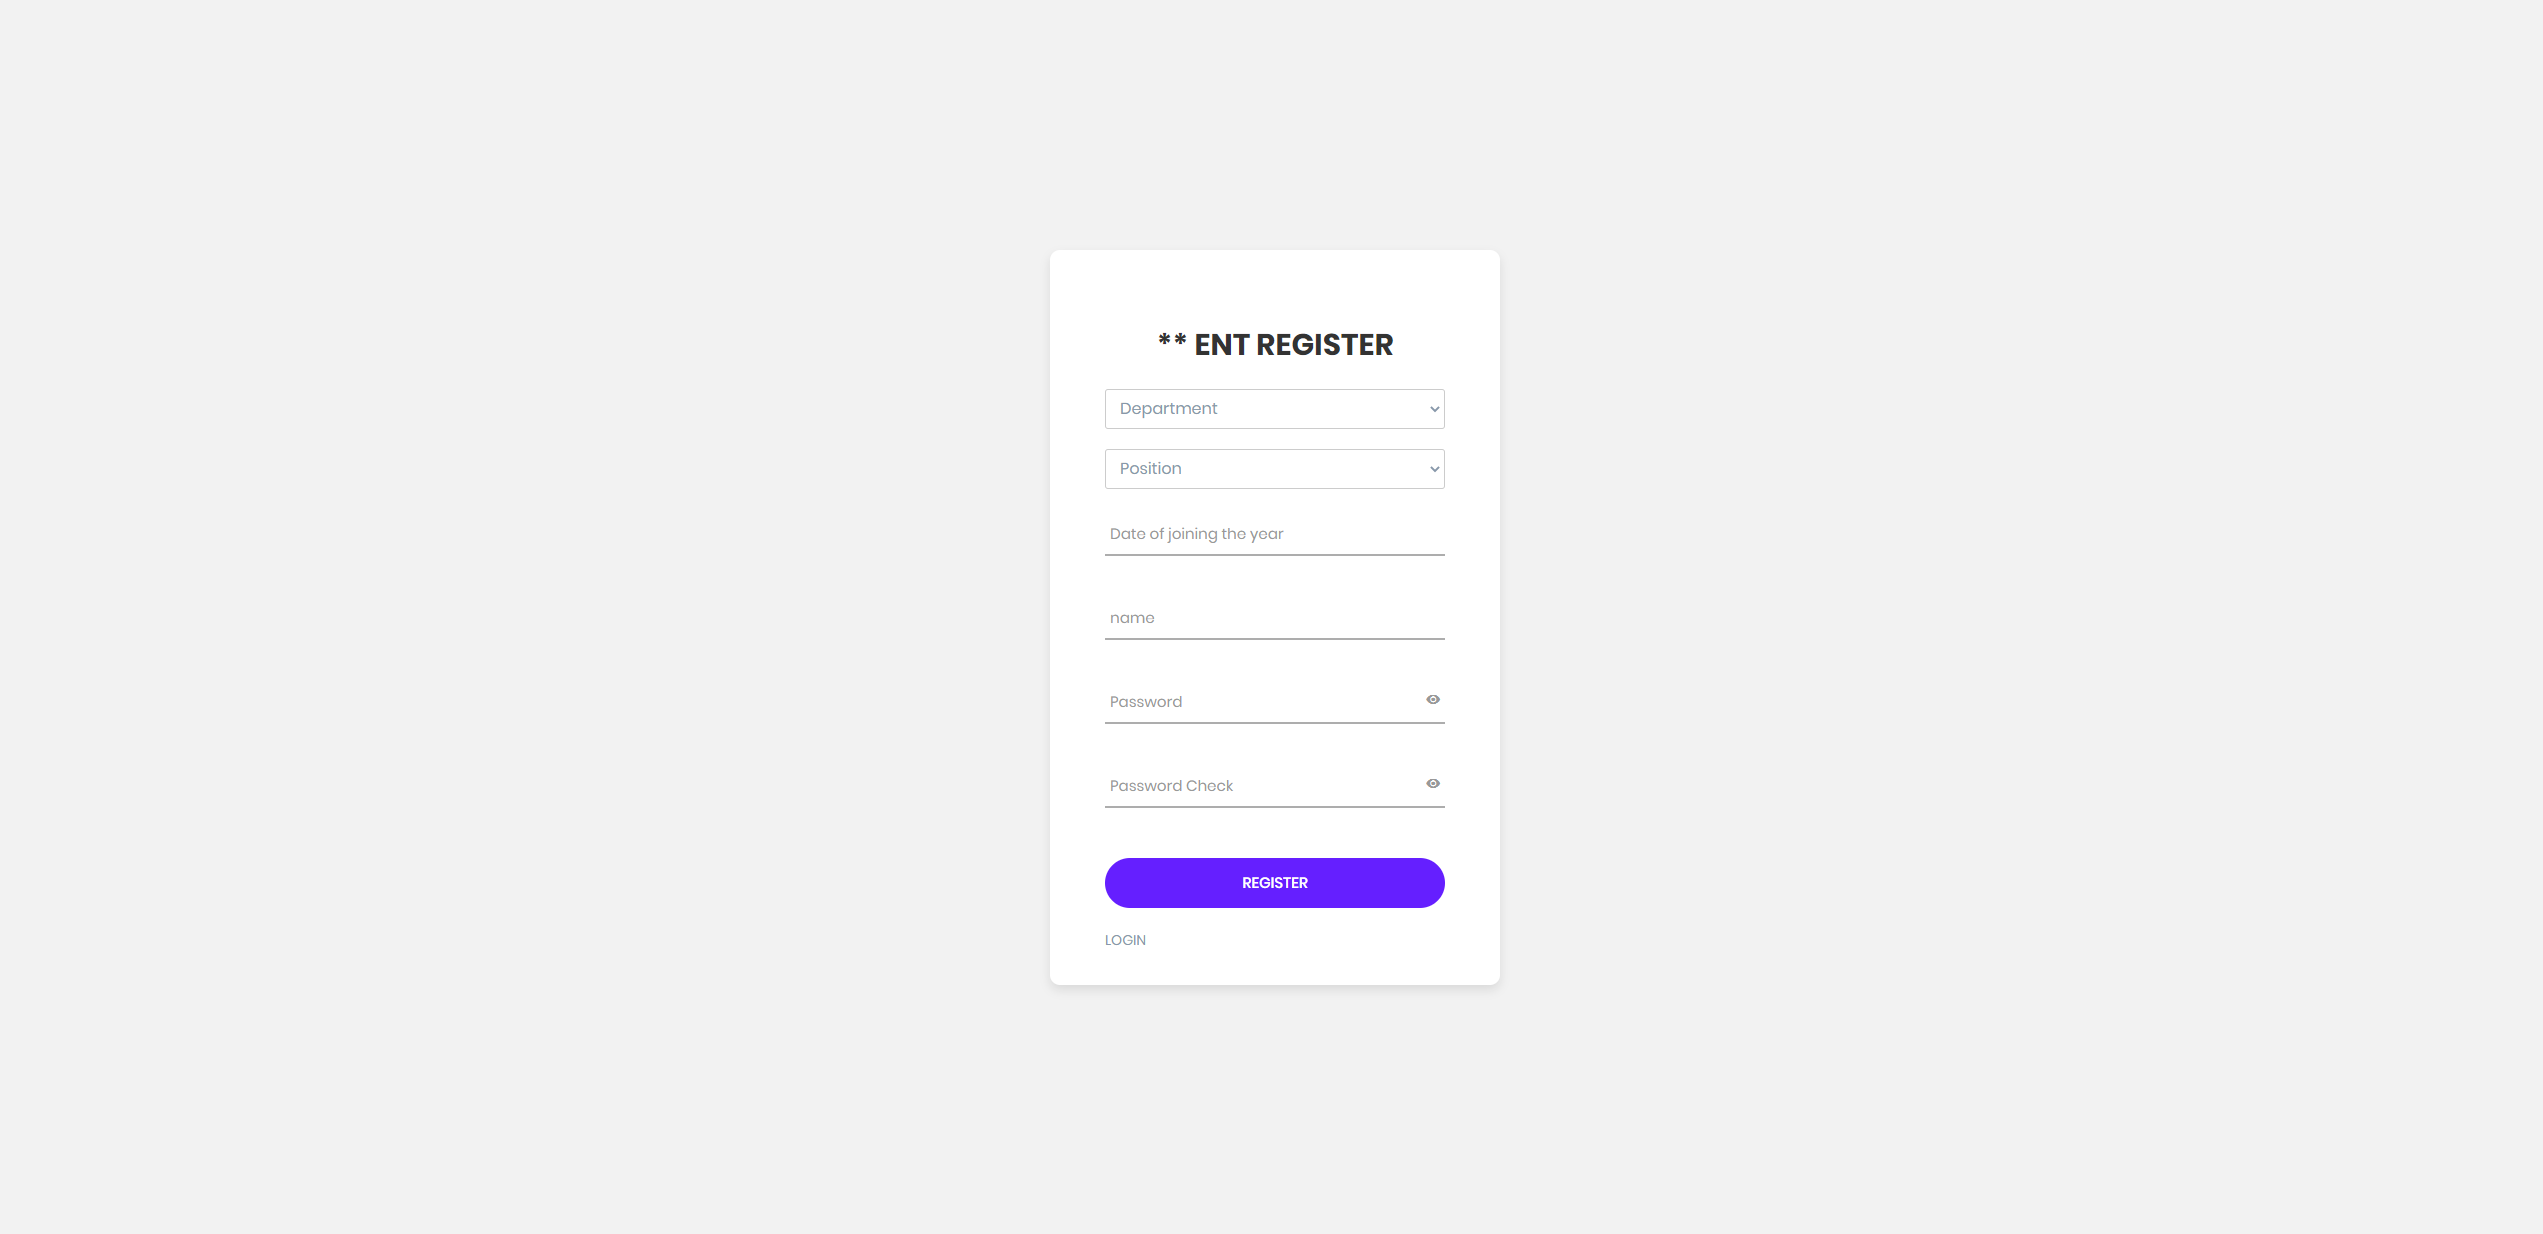 ** ENT REGISTER
Department
Position
Date of joining the year
name
Password
Password Check
REGISTER
LOGIN